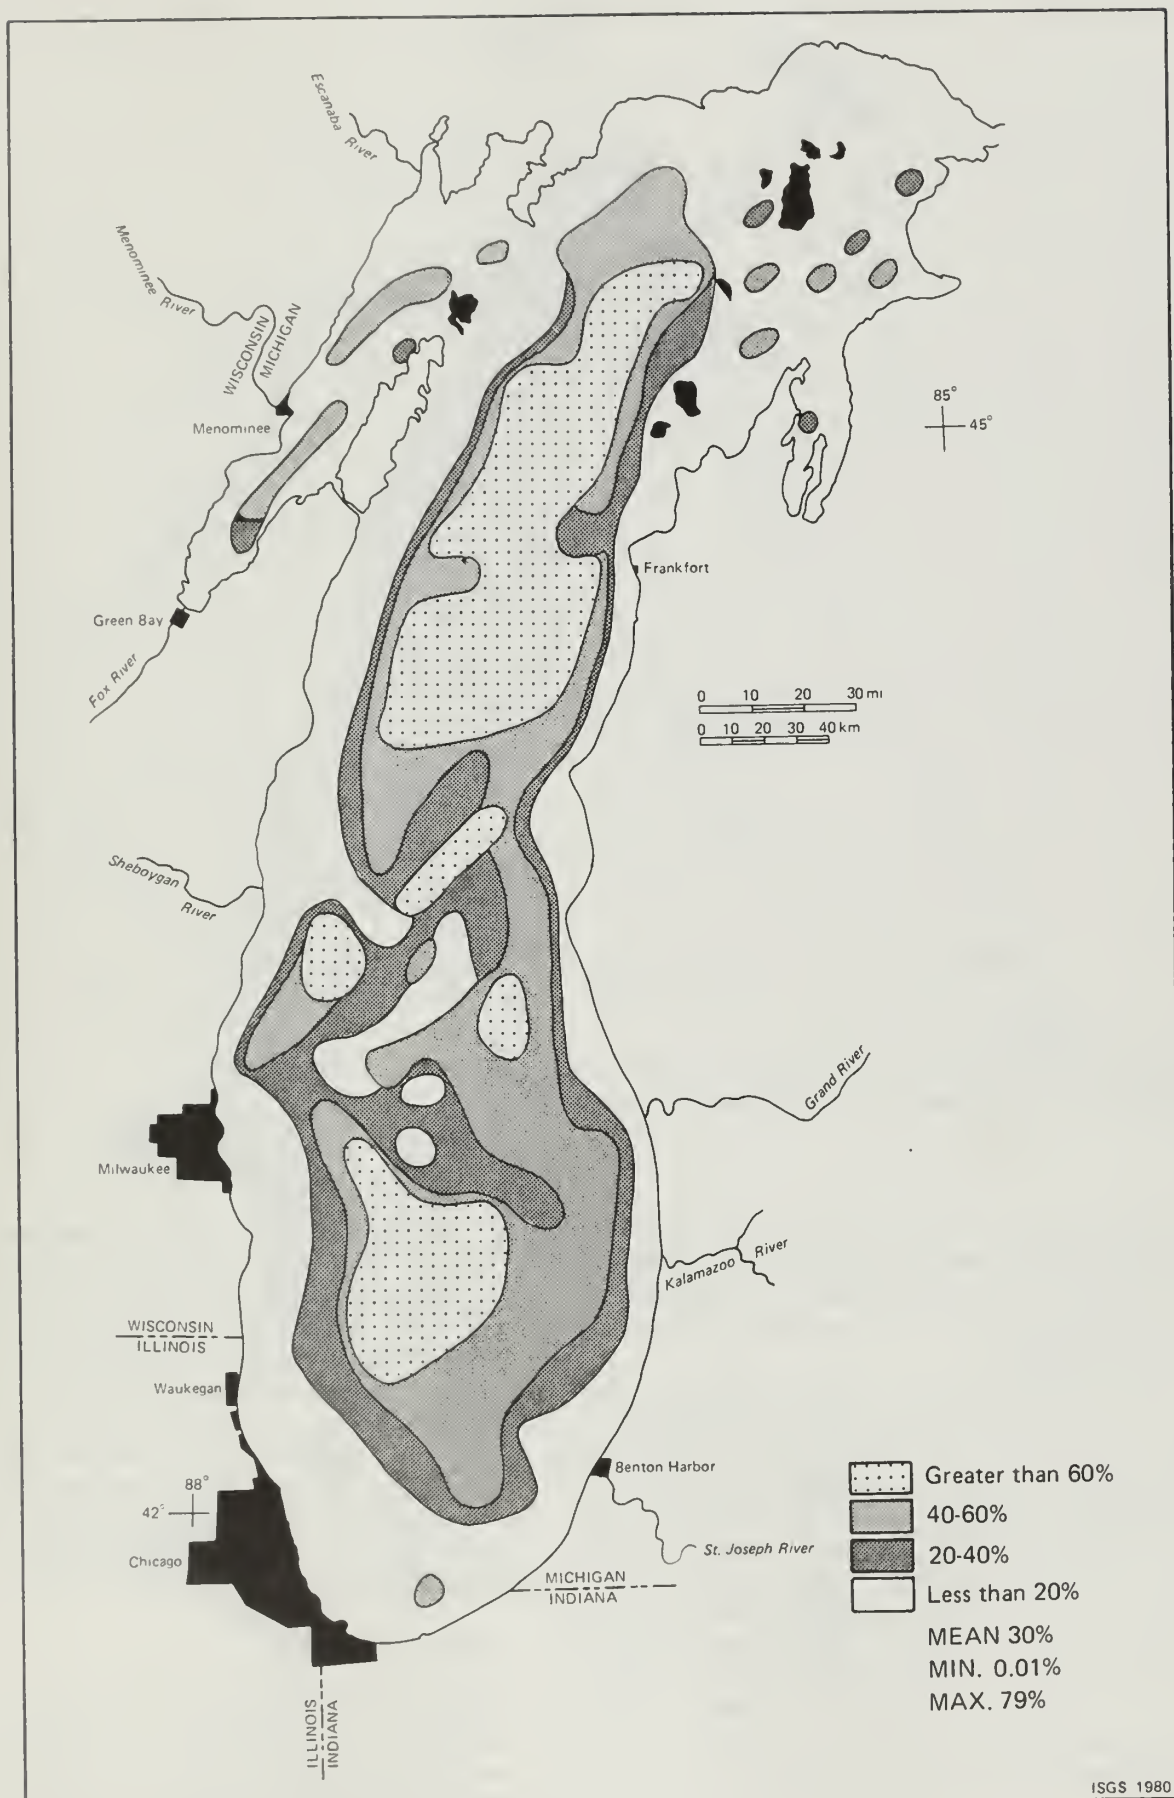 Escanaba
River
Menominee
River
WISCONSIN
MICHIGAN
Menominee
85°
45°
Green Bay
Frankfort
Fox River
0 10 20 30 mi
0 10 20 30 40 km
Sheboygan
River
Grand River
Milwaukee
Kalamazoo River
WISCONSIN
ILLINOIS
Waukegan
Benton Harbor
88°
42°
St. Joseph River
Chicago
MICHIGAN
INDIANA
ILLINOIS
INDIANA
Greater than 60%
40-60%
20-40%
Less than 20%
MEAN 30%
MIN. 0.01%
MAX. 79%
ISGS 1980